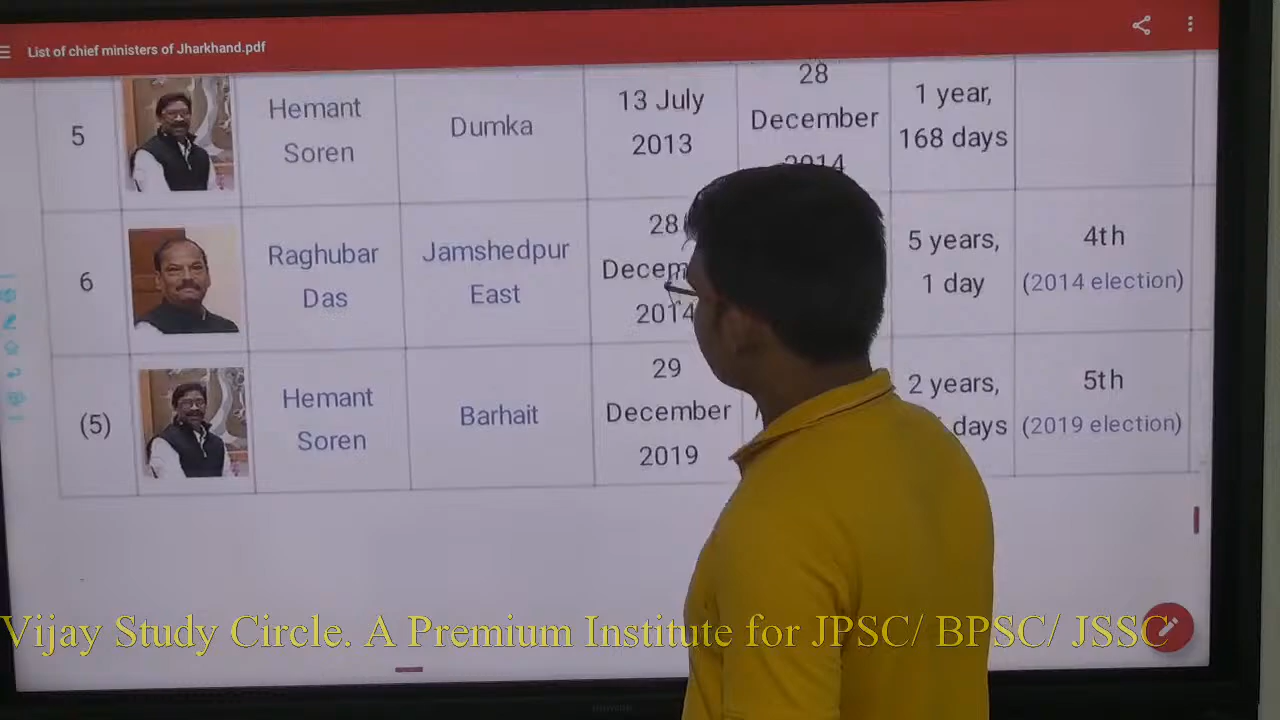 List of chief ministers of Jharkhand.pdf
5
Hemant
Soren
Dumka
13 July
2013
28
December
2014
1 year,
168 days
6
Raghubar
Das
Jamshedpur
East
28
2014
5 years,
1 day
4th
(2014 election)
(5)
Hemant
Soren
Barhait
29
December
2019
2 years,
days
5th
(2019 election)
Vijay Study Circle. A Premium Institute for JPSC/ BPSC/ JSSC